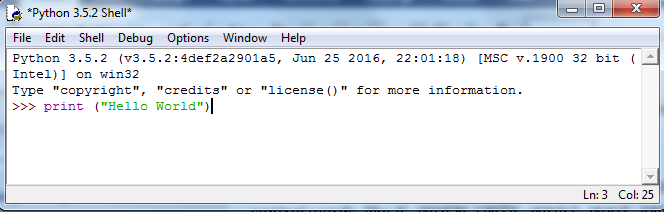 *Python 3.5.2 Shell*
File Edit Shell Debug Options Window Help
Python 3.5.2 (v3.5.2:4def2a2901a5, Jun 25 2016, 22:01:18) [MSC v.1900 32 bit (
Intel)] on win32
Type "copyright", "credits" or "license()" for more information.
>>> print ("Hello World")
Ln: 3 Col: 25